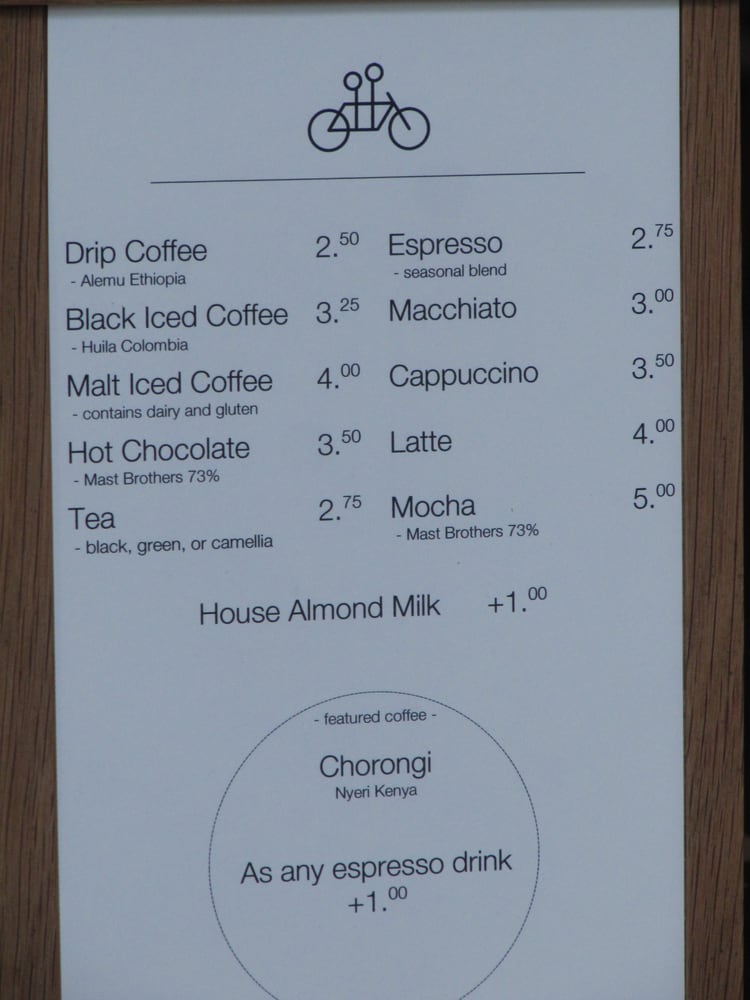 Drip Coffee 2.50
- Alemu Ethiopia
Black Iced Coffee 3.25
- Huila Colombia
Malt Iced Coffee 4.00
- contains dairy and gluten
Hot Chocolate 3.50
- Mast Brothers 73%
Tea 2.75
- black, green, or camellia
Espresso 2.75
- seasonal blend
Macchiato 3.00
Cappuccino 3.50
Latte 4.00
Mocha 5.00
- Mast Brothers 73%
House Almond Milk +1.00
- featured coffee -
Chorongi
Nyeri Kenya
As any espresso drink
+1.00